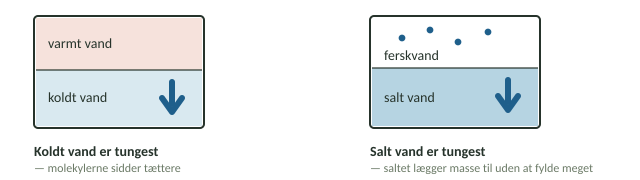 varmt vand
koldt vand
Koldt vand er tungest
— molekylerne sidder tættere
ferskvand
salt vand
Salt vand er tungest
— saltet lægger masse til uden at fylde meget